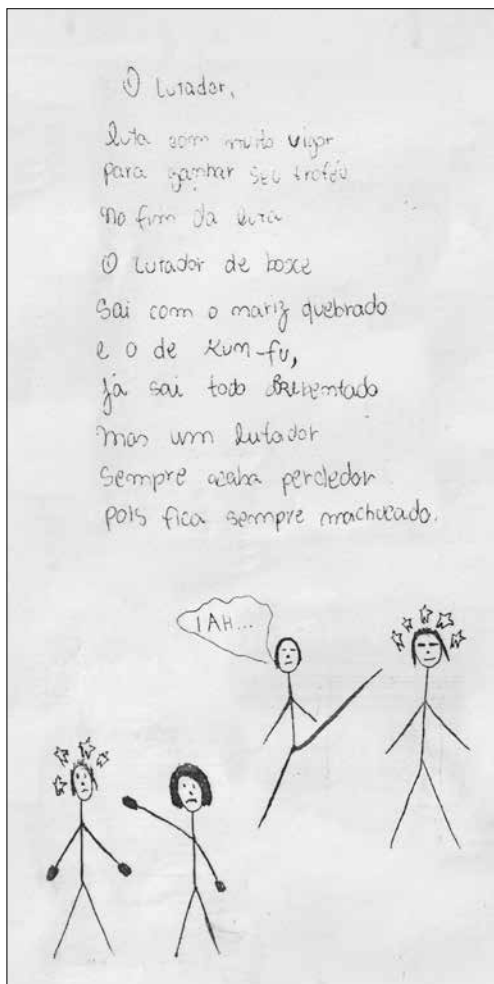 O Lutador,
luta com muito vigor
para ganhar seu troféu
no fim da luta
O lutador de boxe
sai com o nariz quebrado
e o de Kum-fu,
já sai todo arrebentado
mas um lutador
sempre acaba perdedor
pois fica sempre machucado.
IAH...